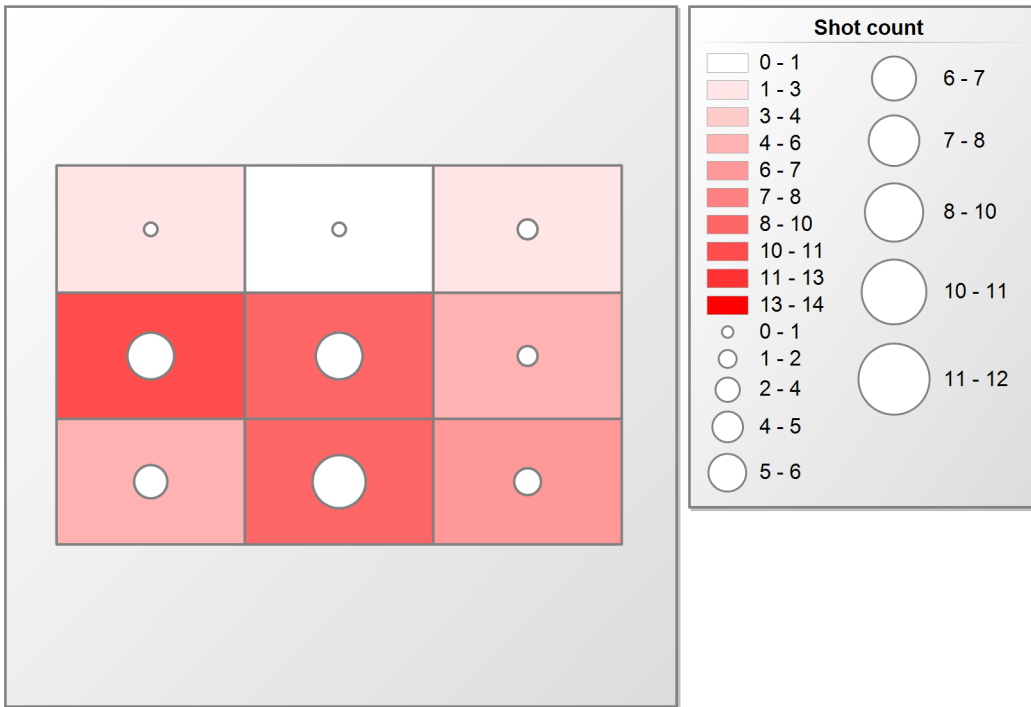 Shot count
0 - 1
1 - 3
3 - 4
4 - 6
6 - 7
7 - 8
8 - 10
10 - 11
11 - 13
13 - 14
0 - 1
1 - 2
2 - 4
4 - 5
5 - 6
6 - 7
7 - 8
8 - 10
10 - 11
11 - 12